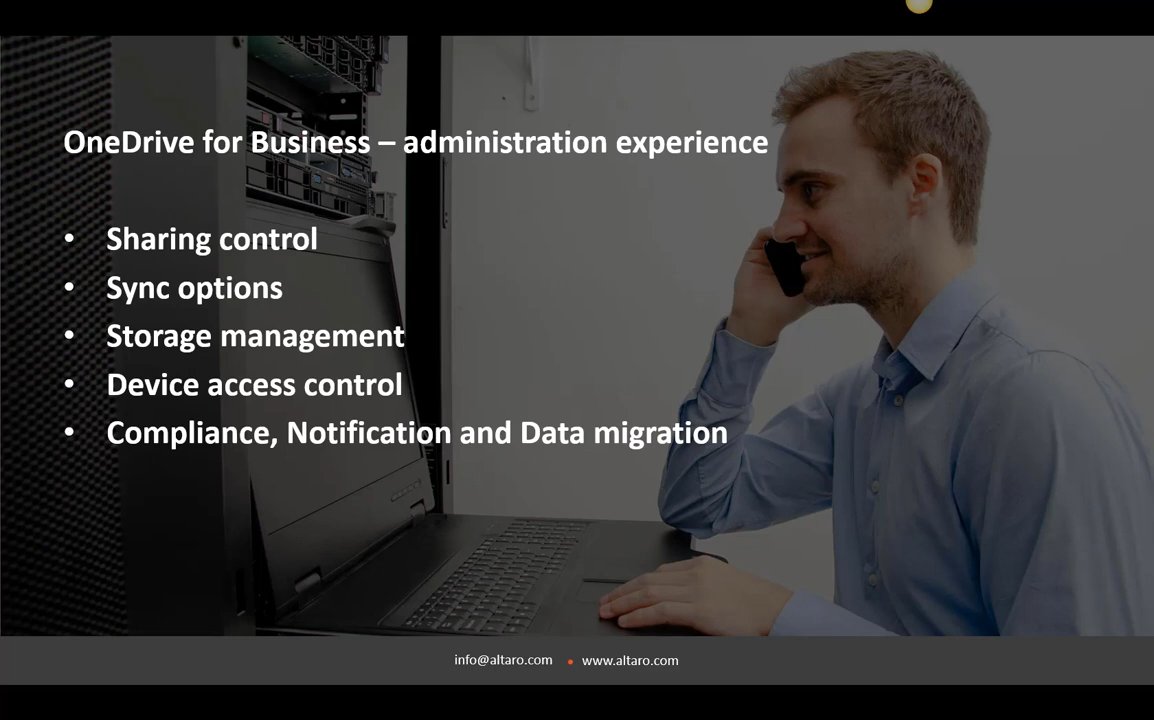 OneDrive for Business – administration experience
• Sharing control
• Sync options
• Storage management
• Device access control
• Compliance, Notification and Data migration
info@altaro.com • www.altaro.com